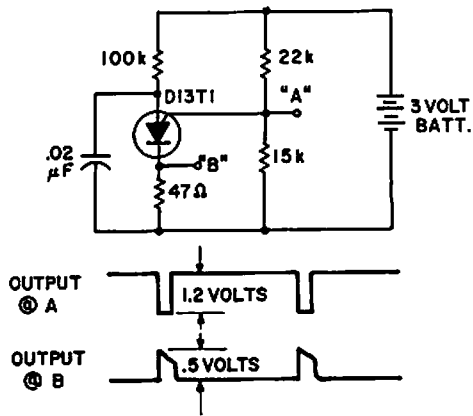 100k
22k
D13T1
"A"
3 VOLT
BATT.
.02
μF
"B"
15k
47Ω
OUTPUT
@ A
1.2 VOLTS
OUTPUT
@ B
.5 VOLTS